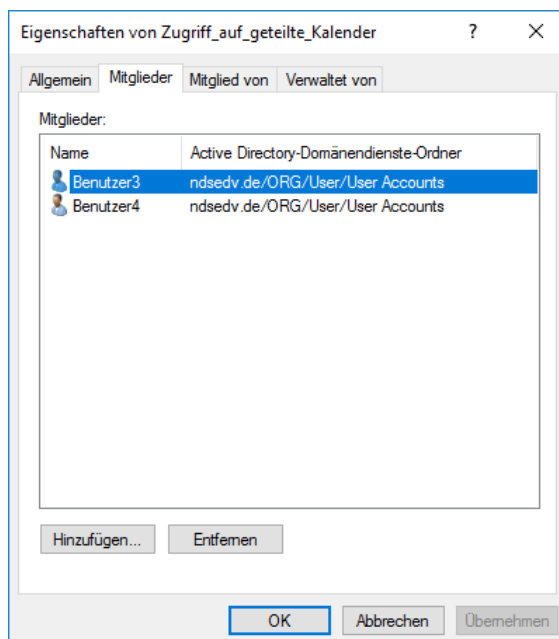 Eigenschaften von Zugriff_auf_geteilte_Kalender ?
Allgemein Mitglieder Mitglied von Verwaltet von
Mitglieder:
Name Active Directory-Domänendienste-Ordner
Benutzer3 ndsedv.de/ORG/User/User Accounts
Benutzer4 ndsedv.de/ORG/User/User Accounts
Hinzufügen... Entfernen
OK Abbrechen Übernehmen